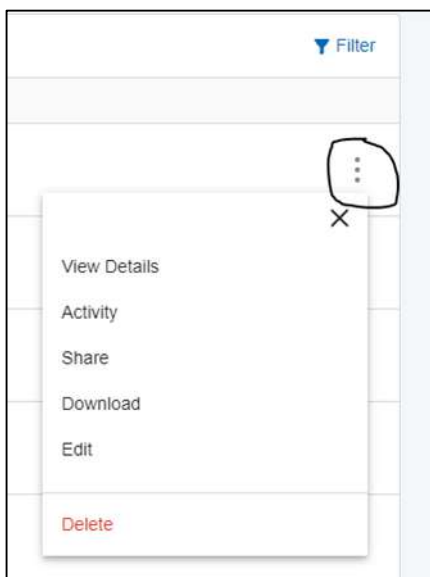 Filter
View Details
Activity
Share
Download
Edit
Delete